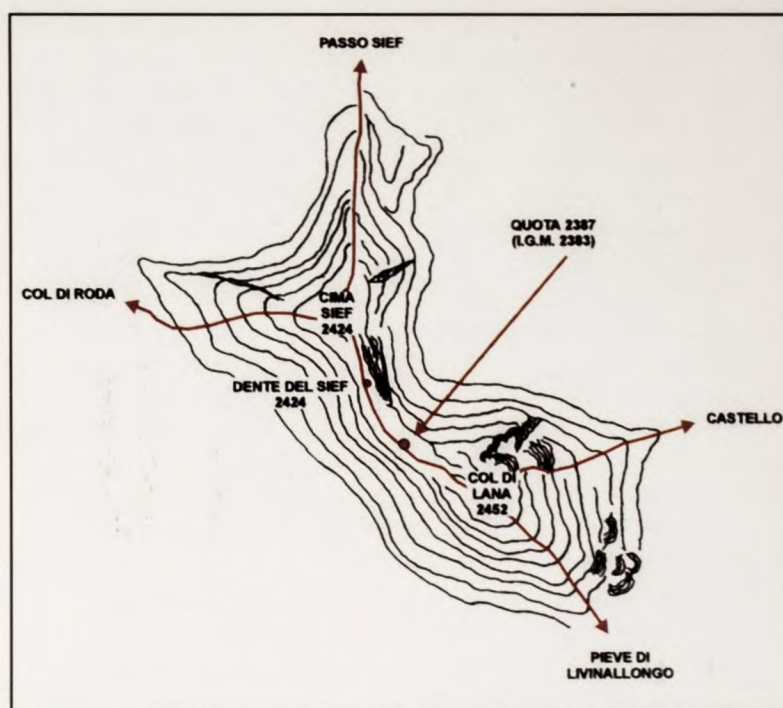 PASSO SIEF
QUOTA 2387
(I.G.M. 2383)
COL DI RODA
CIMA
SIEF
2424
DENTE DEL SIEF
2424
CASTELLO
COL DI
LANA
2452
PIEVE DI
LIVINALLONGO